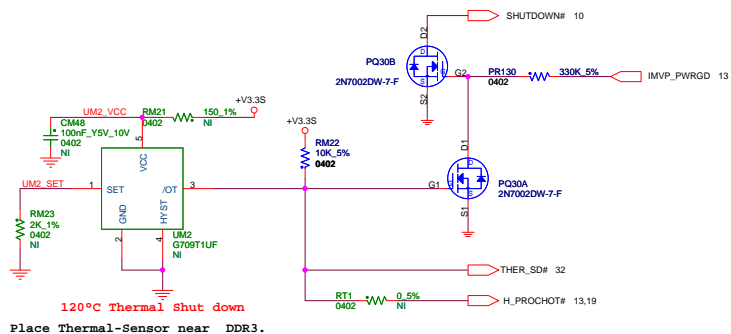 SHUTDOWN# 10
D2
PQ30B
2N7002DW-7-F
G2
S2
PR130
0402
330K_5%
IMVP_PWRGD 13
UM2_VCC
RM21
0402
150_1%
NI
+V3.3S
CM48
100nF_Y5V_10V
0402
NI
5
VCC
+V3.3S
RM22
10K_5%
0402
D1
UM2_SET
1
SET
/OT
3
G1
PQ30A
2N7002DW-7-F
S1
RM23
2K_1%
0402
NI
GND
HYST
2
4
UM2
G709T1UF
NI
THER_SD# 32
RT1
0402
0_5%
NI
H_PROCHOT# 13,19
120°C Thermal Shut down
Place Thermal-Sensor near DDR3.